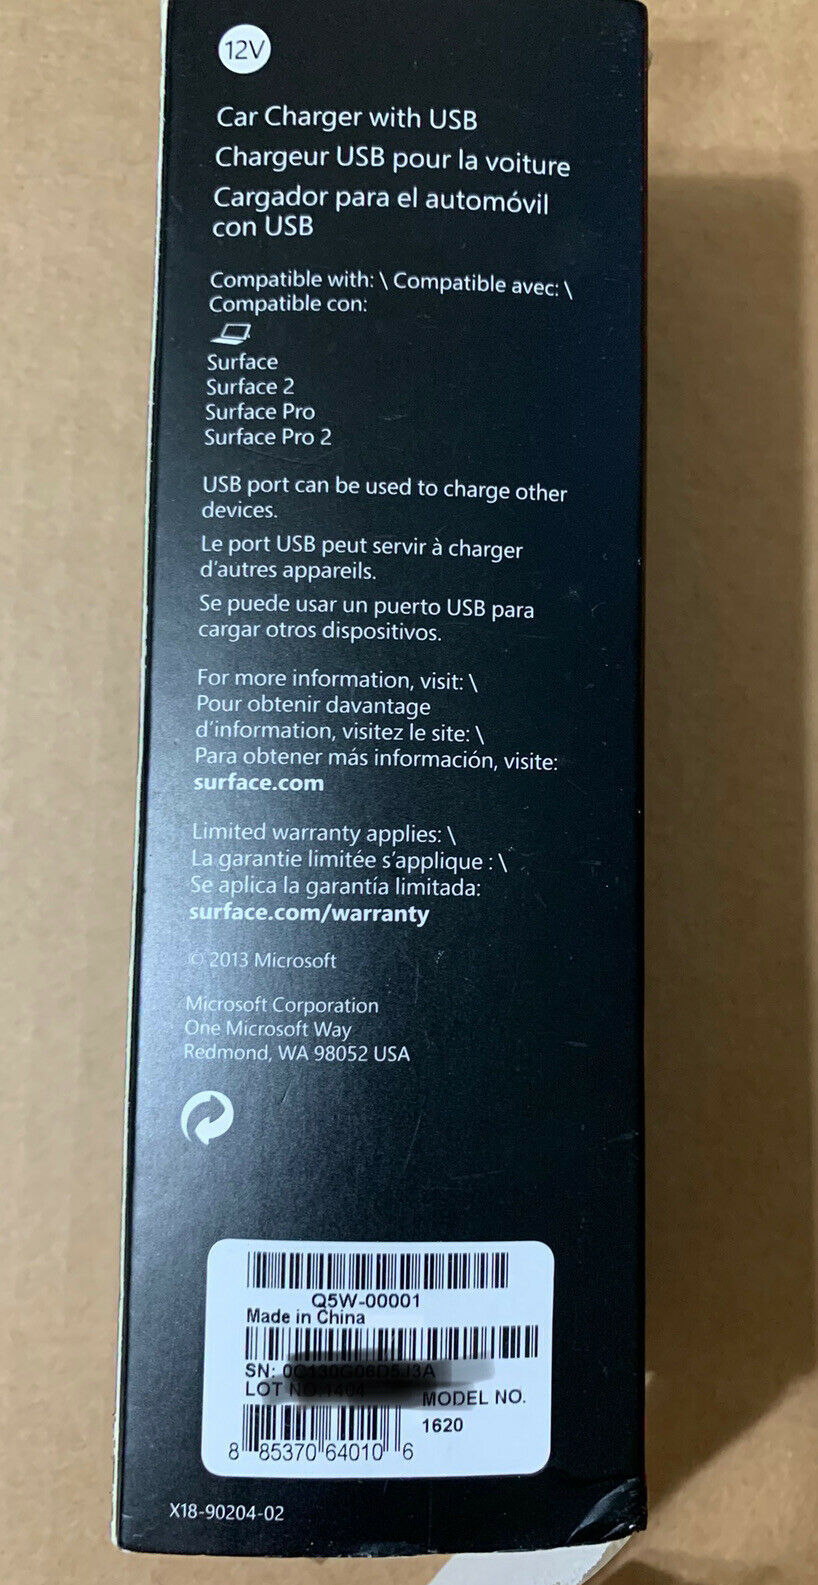 12V
Car Charger with USB
Chargeur USB pour la voiture
Cargador para el automóvil
con USB
Compatible with: \ Compatible avec: \
Compatible con:
Surface
Surface 2
Surface Pro
Surface Pro 2
USB port can be used to charge other
devices.
Le port USB peut servir à charger
d'autres appareils.
Se puede usar un puerto USB para
cargar otros dispositivos.
For more information, visit: \
Pour obtenir davantage
d'information, visitez le site: \
Para obtener más información, visite:
surface.com
Limited warranty applies: \
La garantie limitée s'applique : \
Se aplica la garantía limitada:
surface.com/warranty
© 2013 Microsoft
Microsoft Corporation
One Microsoft Way
Redmond, WA 98052 USA
Q5W-00001
Made in China
SN:
LOT
MODEL NO.
1620
8 85370 64010 6
X18-90204-02